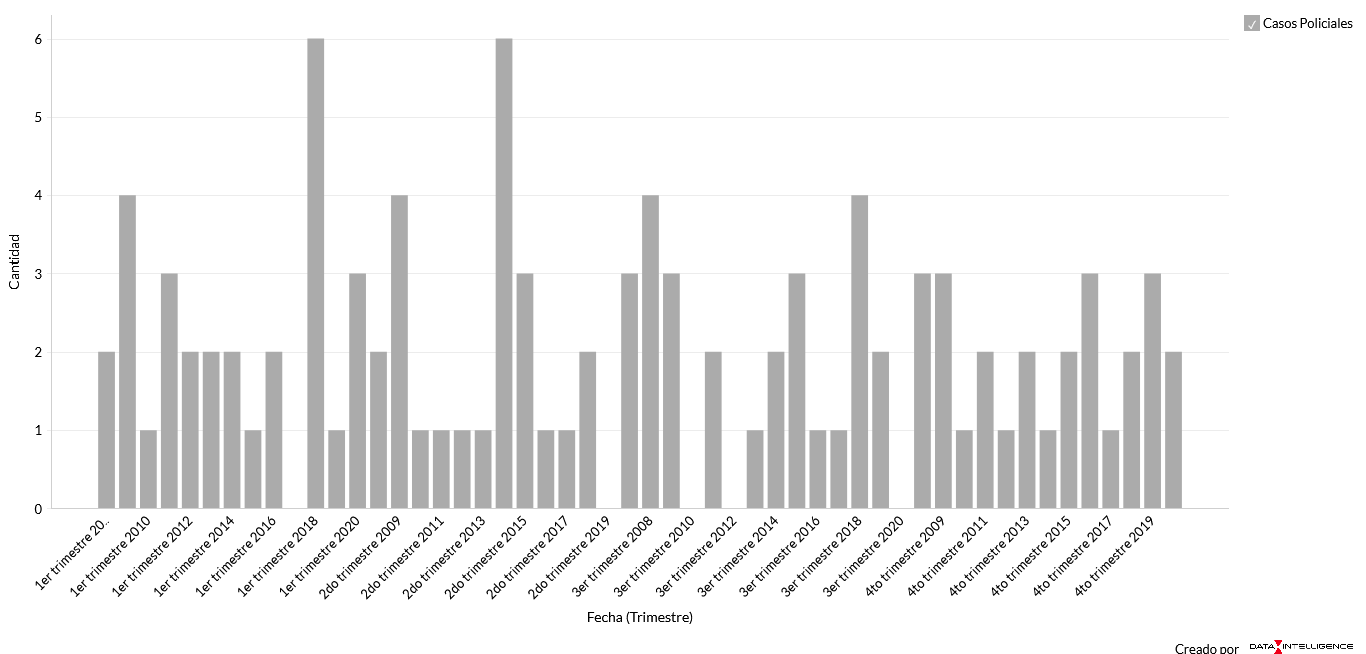 Casos Policiales
6
5
4
3
2
1
0
Cantidad
1er trimestre 20..
1er trimestre 2010
1er trimestre 2012
1er trimestre 2014
1er trimestre 2016
1er trimestre 2018
1er trimestre 2020
2do trimestre 2009
2do trimestre 2011
2do trimestre 2013
2do trimestre 2015
2do trimestre 2017
2do trimestre 2019
3er trimestre 2008
3er trimestre 2010
3er trimestre 2012
3er trimestre 2014
3er trimestre 2016
3er trimestre 2018
3er trimestre 2020
4to trimestre 2009
4to trimestre 2011
4to trimestre 2013
4to trimestre 2015
4to trimestre 2017
4to trimestre 2019
Fecha (Trimestre)
Creado por DATA INTELLIGENCE